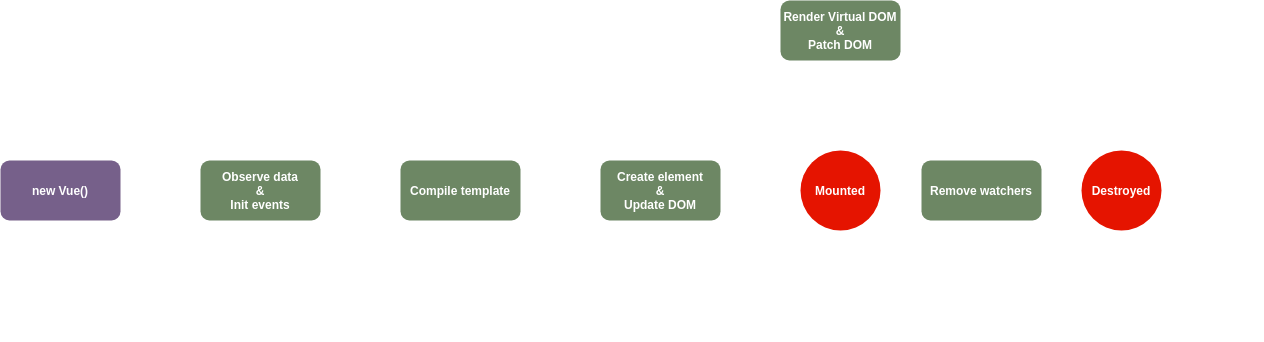 Render Virtual DOM
&
Patch DOM
new Vue()
Observe data
&
Init events
Compile template
Create element
&
Update DOM
Mounted
Remove watchers
Destroyed